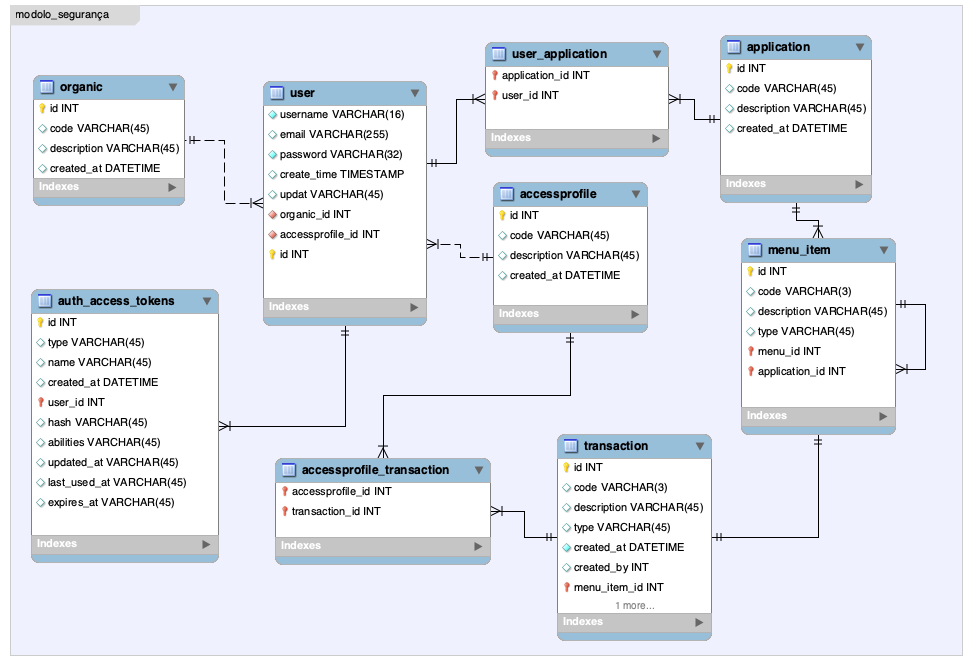 modolo_segurança
organic
id INT
code VARCHAR(45)
description VARCHAR(45)
created_at DATETIME
Indexes
user
username VARCHAR(16)
email VARCHAR(255)
password VARCHAR(32)
create_time TIMESTAMP
updat VARCHAR(45)
organic_id INT
accessprofile_id INT
id INT
Indexes
user_application
application_id INT
user_id INT
Indexes
application
id INT
code VARCHAR(45)
description VARCHAR(45)
created_at DATETIME
Indexes
accessprofile
id INT
code VARCHAR(45)
description VARCHAR(45)
created_at DATETIME
Indexes
menu_item
id INT
code VARCHAR(3)
description VARCHAR(45)
type VARCHAR(45)
menu_id INT
application_id INT
Indexes
auth_access_tokens
id INT
type VARCHAR(45)
name VARCHAR(45)
created_at DATETIME
user_id INT
hash VARCHAR(45)
abilities VARCHAR(45)
updated_at VARCHAR(45)
last_used_at VARCHAR(45)
expires_at VARCHAR(45)
Indexes
accessprofile_transaction
accessprofile_id INT
transaction_id INT
Indexes
transaction
id INT
code VARCHAR(3)
description VARCHAR(45)
type VARCHAR(45)
created_at DATETIME
created_by INT
menu_item_id INT
1 more...
Indexes